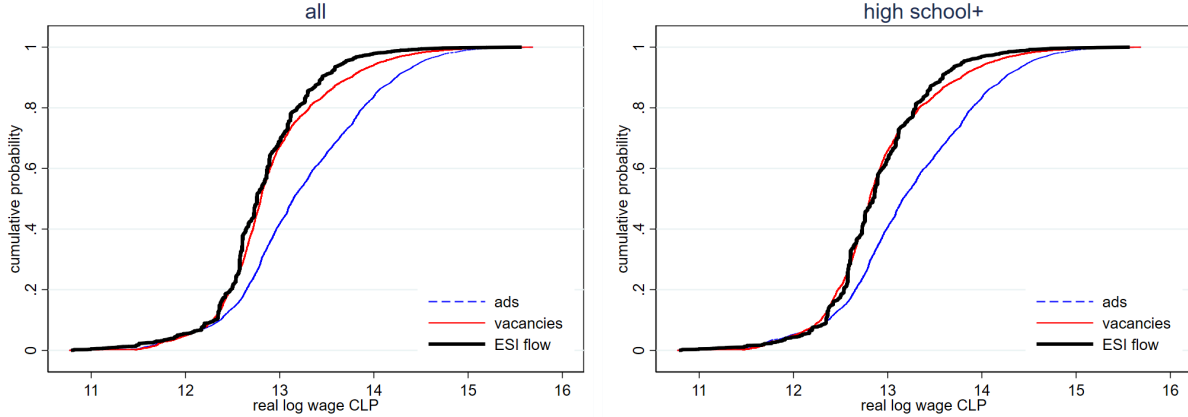 all
cumulative probability
1
.8
.6
.4
.2
0
ads
vacancies
ESI flow
11 12 13 14 15 16
real log wage CLP
high school+
cumulative probability
1
.8
.6
.4
.2
0
ads
vacancies
ESI flow
11 12 13 14 15 16
real log wage CLP